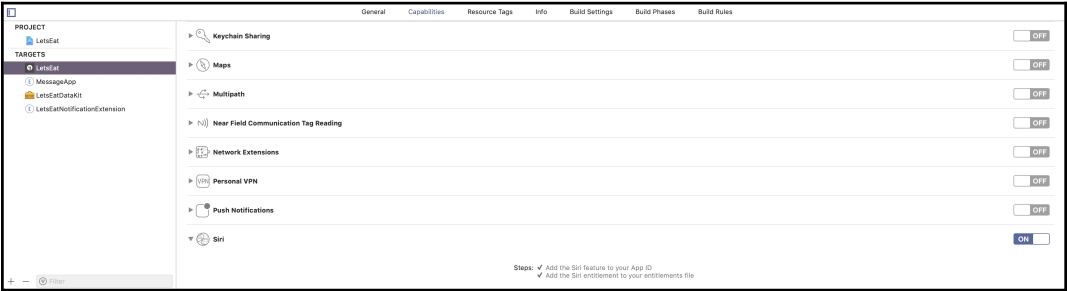 General Capabilities Resource Tags Info Build Settings Build Phases Build Rules
PROJECT
LetsEat
TARGETS
LetsEat
MessageApp
LetsEatDataKit
LetsEatNotificationExtension
Filter
Keychain Sharing OFF
Maps OFF
Multipath OFF
Near Field Communication Tag Reading OFF
Network Extensions OFF
VPN Personal VPN OFF
Push Notifications OFF
Siri ON
Steps: ✓ Add the Siri feature to your App ID
✓ Add the Siri entitlement to your entitlements file